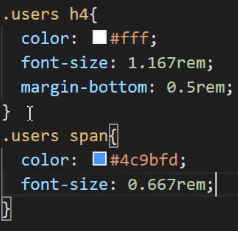 .users h4{
color: #fff;
font-size: 1.167rem;
margin-bottom: 0.5rem;
}
.users span{
color: #4c9bfd;
font-size: 0.667rem;
}